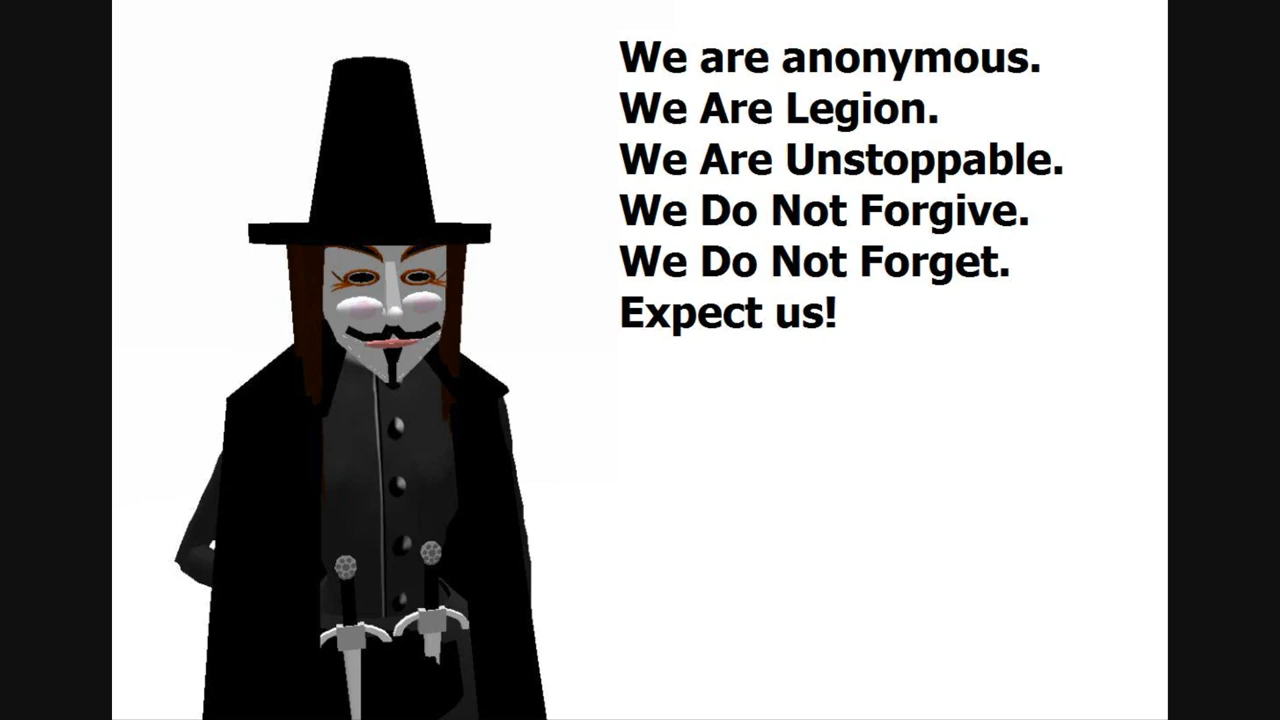 We are anonymous.
We Are Legion.
We Are Unstoppable.
We Do Not Forgive.
We Do Not Forget.
Expect us!